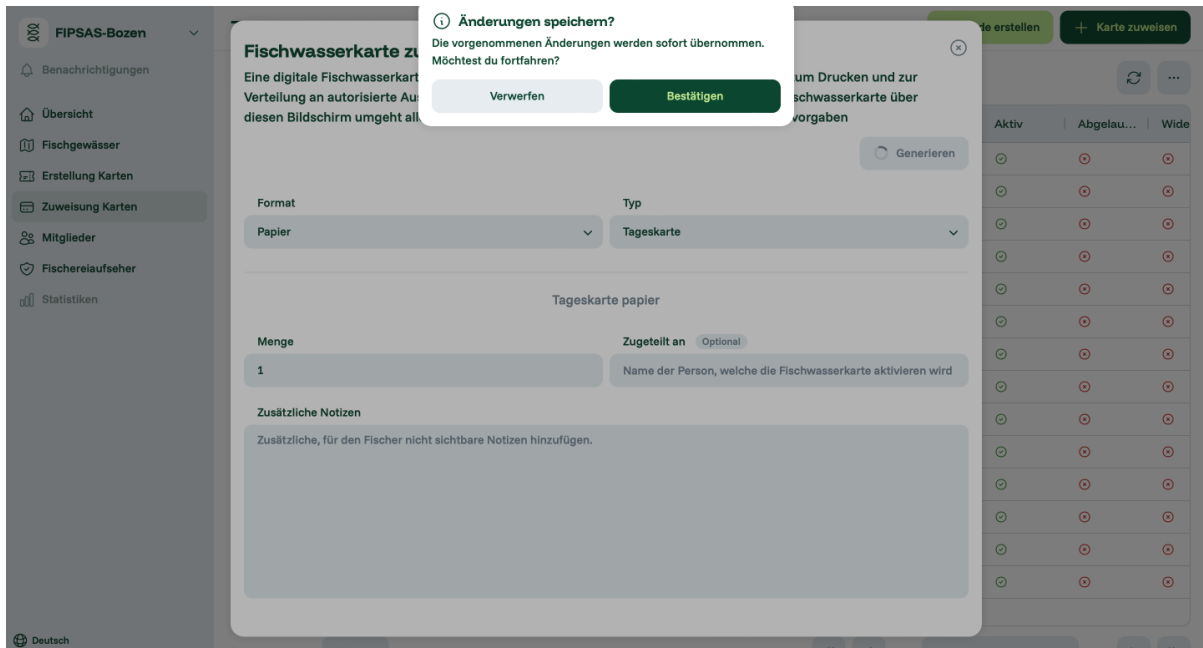 FIPSAS-Bozen
Benachrichtigungen
Übersicht
Fischgewässer
Erstellung Karten
Zuweisung Karten
Mitglieder
Fischereiaufseher
Statistiken
Deutsch
Änderungen speichern?
Die vorgenommenen Änderungen werden sofort übernommen.
Möchtest du fortfahren?
Verwerfen
Bestätigen
erstellen
+ Karte zuweisen
Fischwasserkarte
Eine digitale Fischwasserkart
um Drucken und zur
Verteilung an autorisierte
schwasserkarte über
diesen Bildschirm umgeht
vorgaben
Generieren
Format
Typ
Papier
Tageskarte
Tageskarte papier
Menge
Zugeteilt an Optional
1
Name der Person, welche die Fischwasserkarte aktivieren wird
Zusätzliche Notizen
Zusätzliche, für den Fischer nicht sichtbare Notizen hinzufügen.
Aktiv
Abgelau...
Wide